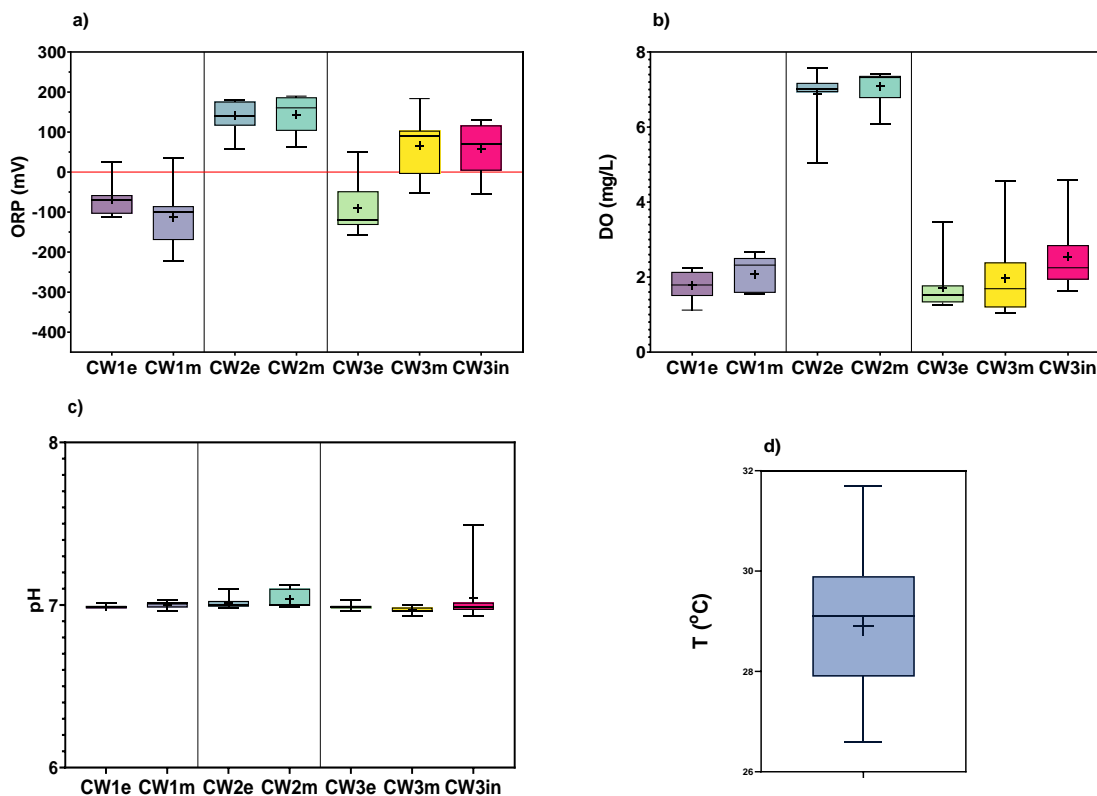 a)
ORP (mV)
300
200
100
0
-100
-200
-300
-400
CW1e CW1m CW2e CW2m CW3e CW3m CW3in
b)
DO (mg/L)
8
6
4
2
0
CW1e CW1m CW2e CW2m CW3e CW3m CW3in
c)
pH
8
7
6
CW1e CW1m CW2e CW2m CW3e CW3m CW3in
d)
T (°C)
32
30
28
26